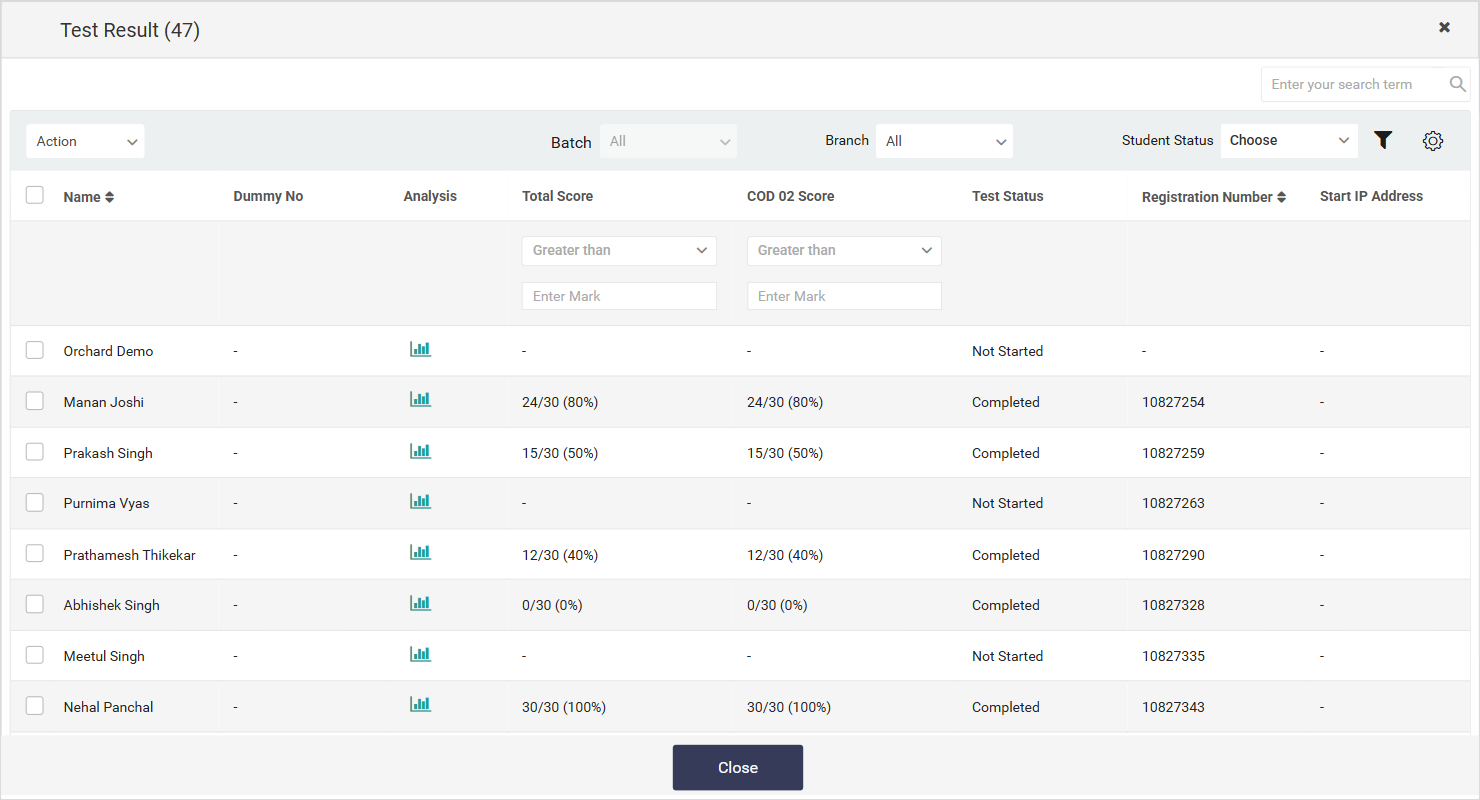 Test Result (47)
Enter your search term
Action Batch All Branch All Student Status Choose
Name Dummy No Analysis Total Score COD 02 Score Test Status Registration Number Start IP Address
Greater than Greater than
Enter Mark Enter Mark
Orchard Demo - - - Not Started - -
Manan Joshi - 24/30 (80%) 24/30 (80%) Completed 10827254 -
Prakash Singh - 15/30 (50%) 15/30 (50%) Completed 10827259 -
Purnima Vyas - - - Not Started 10827263 -
Prathamesh Thikekar - 12/30 (40%) 12/30 (40%) Completed 10827290 -
Abhishek Singh - 0/30 (0%) 0/30 (0%) Completed 10827328 -
Meetul Singh - - - Not Started 10827335 -
Nehal Panchal - 30/30 (100%) 30/30 (100%) Completed 10827343 -
Close